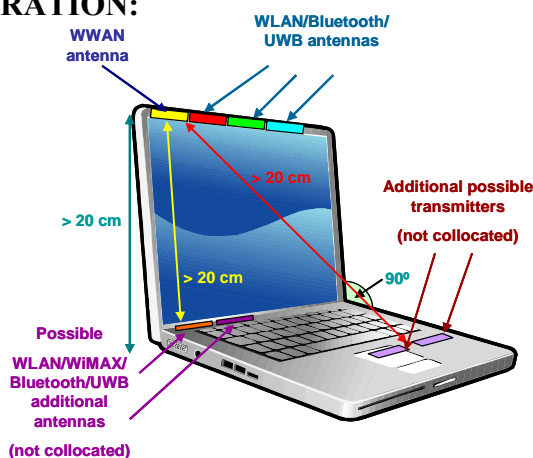 RATION:
WWAN
antenna
WLAN/Bluetooth/
UWB antennas
> 20 cm
Additional possible
transmitters
(not collocated)
> 20 cm
> 20 cm
90º
Possible
WLAN/WiMAX/
Bluetooth/UWB
additional
antennas
(not collocated)